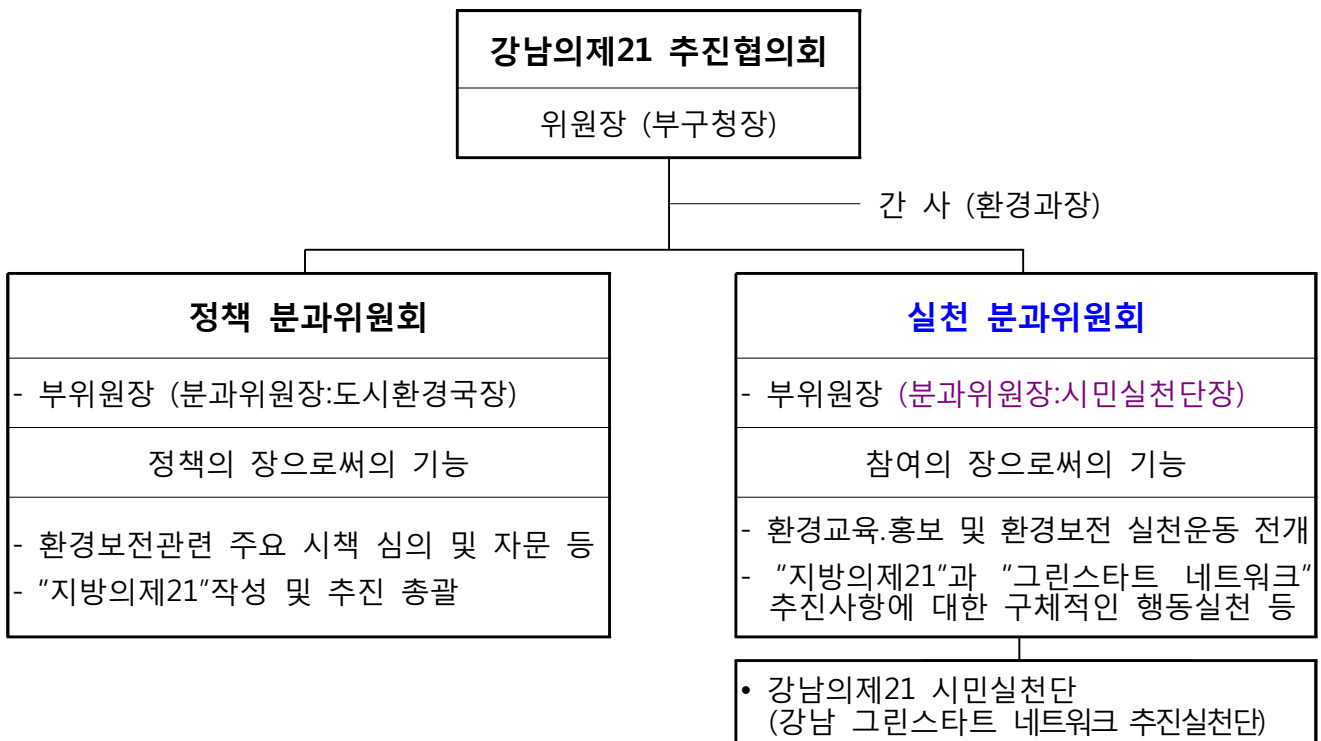 강남의제21 추진협의회
위원장 (부구청장)
간 사 (환경과장)
정책 분과위원회
- 부위원장 (분과위원장:도시환경국장)
정책의 장으로써의 기능
- 환경보전관련 주요 시책 심의 및 자문 등
- "지방의제21"작성 및 추진 총괄
실천 분과위원회
- 부위원장 (분과위원장:시민실천단장)
참여의 장으로써의 기능
- 환경교육.홍보 및 환경보전 실천운동 전개
- "지방의제21"과 "그린스타트 네트워크"
추진사항에 대한 구체적인 행동실천 등
• 강남의제21 시민실천단
(강남 그린스타트 네트워크 추진실천단)